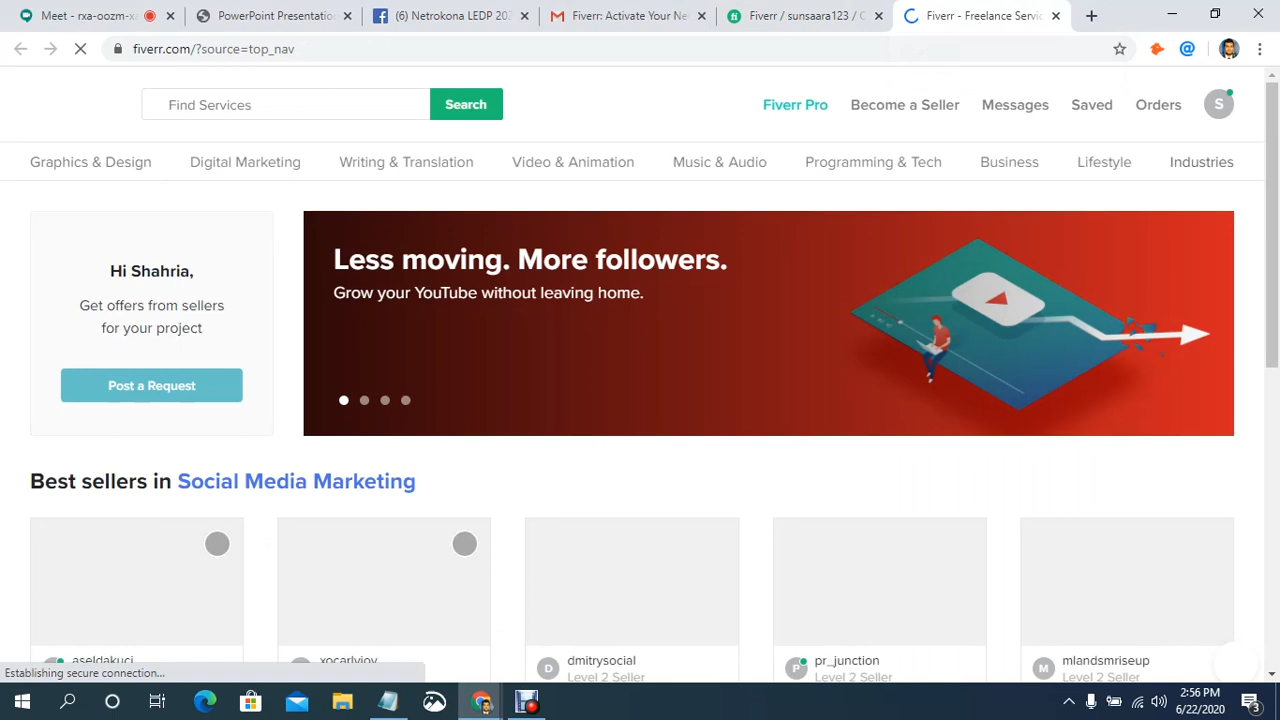 Meet - rxa-oozm-x
PowerPoint Presentation
(6) Netrokona LEDP 202
Fiverr: Activate Your Ne
Fiverr / sunsaara123 / C
Fiverr - Freelance Servic
fiverr.com/?source=top_nav
Find Services
Search
Fiverr Pro
Become a Seller
Messages
Saved
Orders
S
Graphics & Design
Digital Marketing
Writing & Translation
Video & Animation
Music & Audio
Programming & Tech
Business
Lifestyle
Industries
Hi Shahria,
Get offers from sellers
for your project
Post a Request
Less moving. More followers.
Grow your YouTube without leaving home.
Best sellers in Social Media Marketing
aseldakuci
xocarlyjoy
D
dmitrysocial
Level 2 Seller
P
pr_junction
Level 2 Seller
M
mlandsmriseup
Level 2 Seller
Establishing secure connection...
2:56 PM
6/22/2020
3